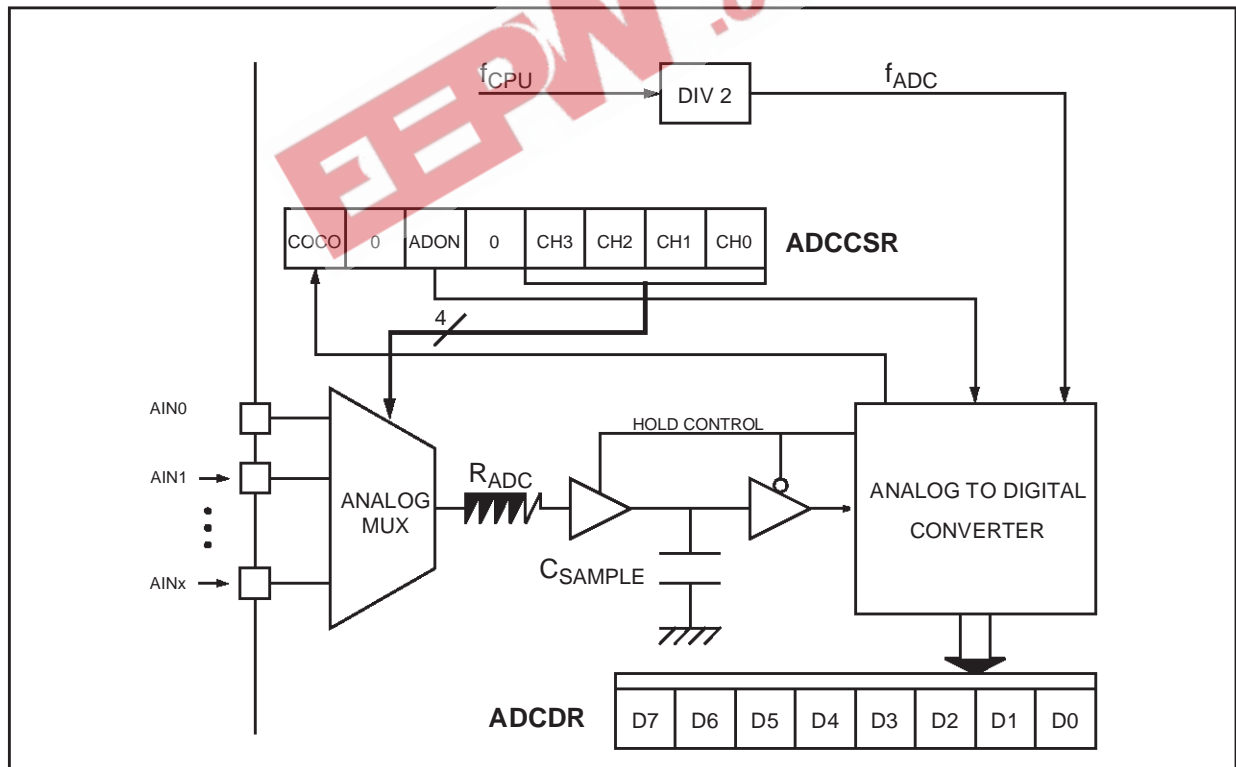 EEPW.c
fCPU
DIV 2
fADC
COCO 0 ADON 0 CH3 CH2 CH1 CH0 ADCCSR
4
AIN0
AIN1
AINx
ANALOG
MUX
RADC
HOLD CONTROL
CSAMPLE
ANALOG TO DIGITAL
CONVERTER
ADCDR D7 D6 D5 D4 D3 D2 D1 D0